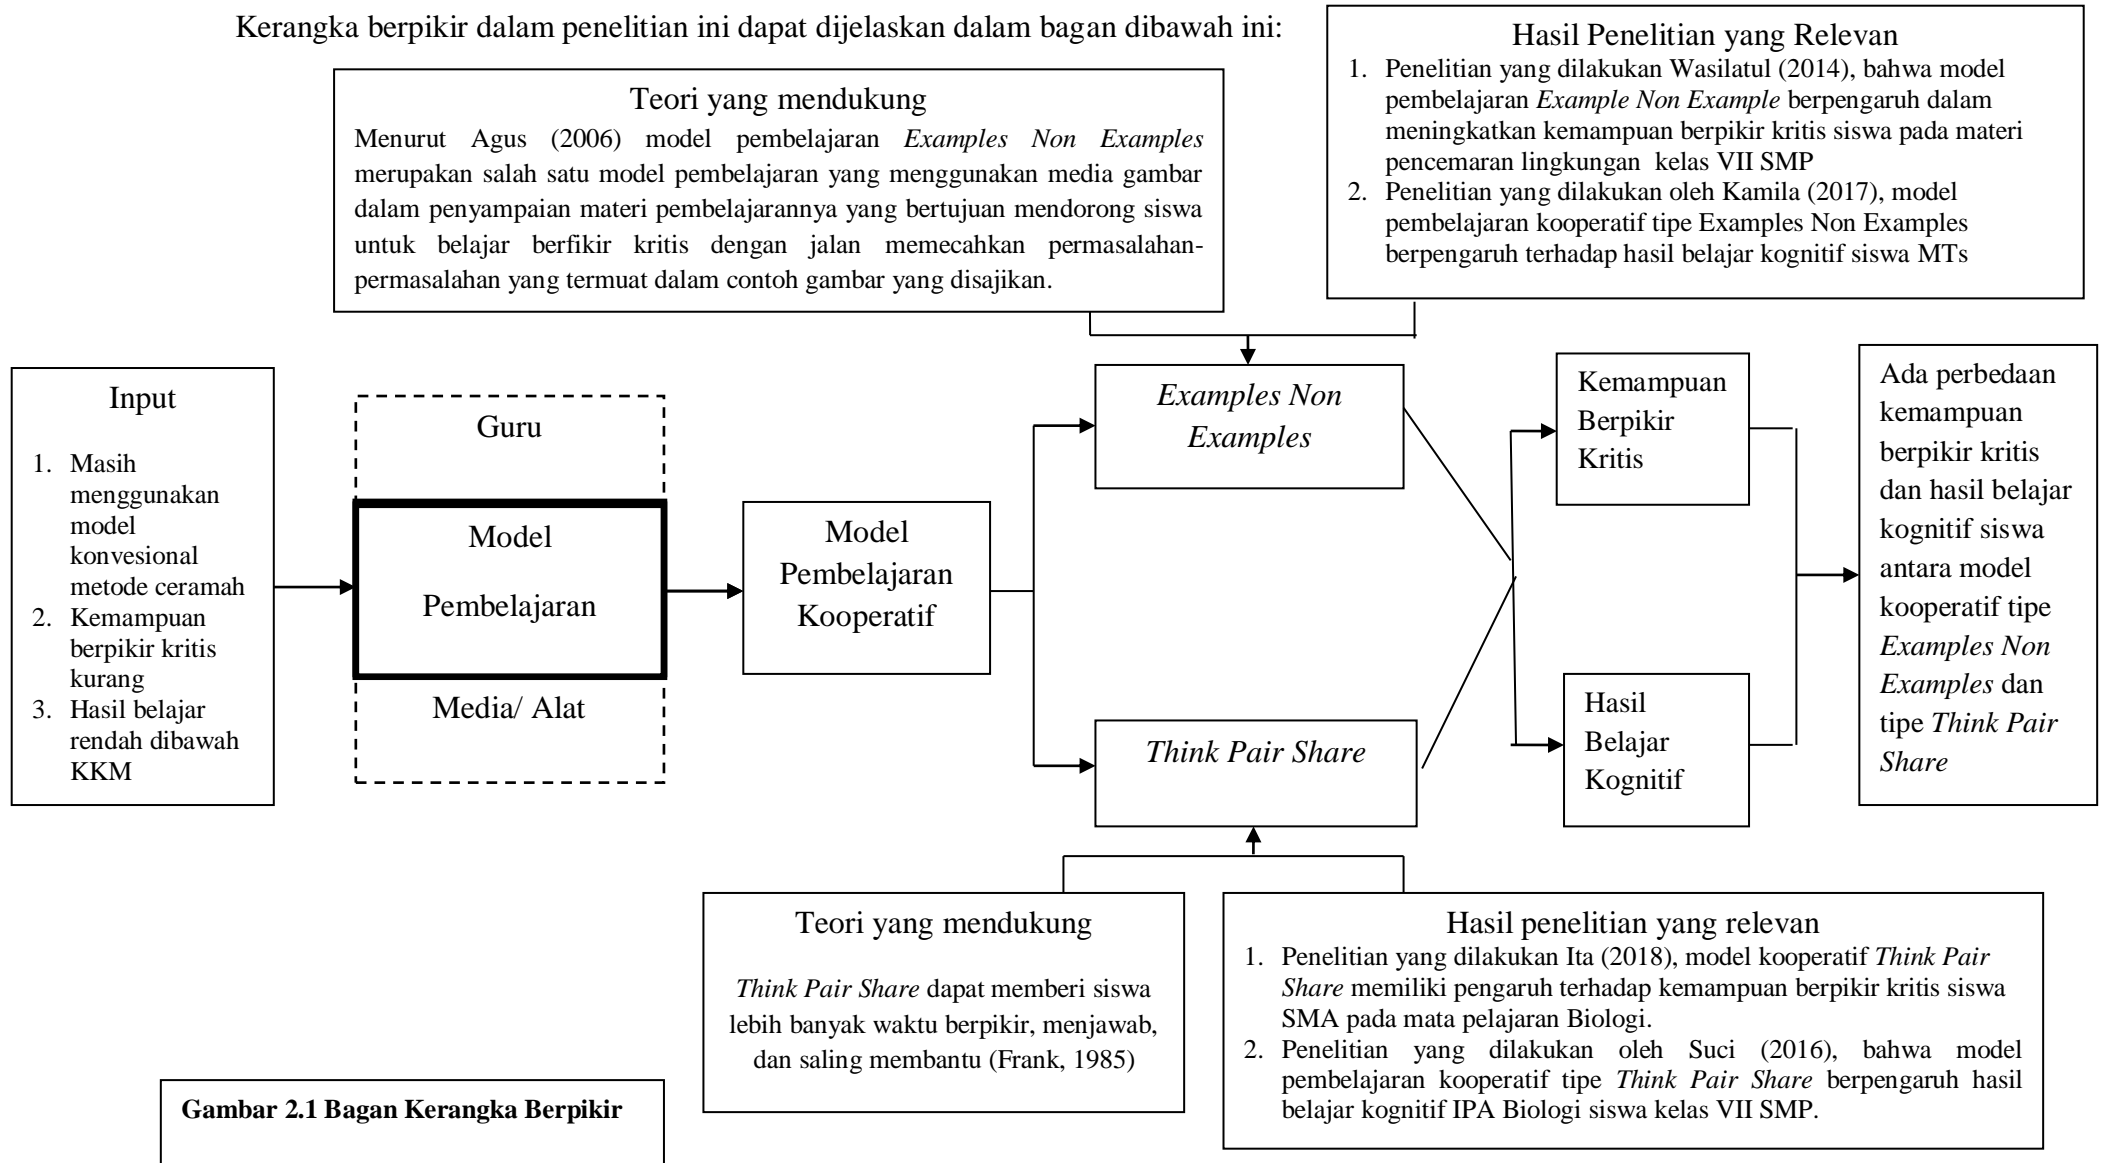 Kerangka berpikir dalam penelitian ini dapat dijelaskan dalam bagan dibawah ini:
Teori yang mendukung
Menurut Agus (2006) model pembelajaran Examples Non Examples
merupakan salah satu model pembelajaran yang menggunakan media gambar
dalam penyampaian materi pembelajarannya yang bertujuan mendorong siswa
untuk belajar berfikir kritis dengan jalan memecahkan permasalahan-
permasalahan yang termuat dalam contoh gambar yang disajikan.
Hasil Penelitian yang Relevan
1. Penelitian yang dilakukan Wasilatul (2014), bahwa model
pembelajaran Example Non Example berpengaruh dalam
meningkatkan kemampuan berpikir kritis siswa pada materi
pencemaran lingkungan kelas VII SMP
2. Penelitian yang dilakukan oleh Kamila (2017), model
pembelajaran kooperatif tipe Examples Non Examples
berpengaruh terhadap hasil belajar kognitif siswa MTs
Input
1. Masih
menggunakan
model
konvesional
metode ceramah
2. Kemampuan
berpikir kritis
kurang
3. Hasil belajar
rendah dibawah
KKM
Guru
Model
Pembelajaran
Media/ Alat
Model
Pembelajaran
Kooperatif
Examples Non
Examples
Think Pair Share
Kemampuan
Berpikir
Kritis
Hasil
Belajar
Kognitif
Ada perbedaan
kemampuan
berpikir kritis
dan hasil belajar
kognitif siswa
antara model
kooperatif tipe
Examples Non
Examples dan
tipe Think Pair
Share
Teori yang mendukung
Think Pair Share dapat memberi siswa
lebih banyak waktu berpikir, menjawab,
dan saling membantu (Frank, 1985)
Hasil penelitian yang relevan
1. Penelitian yang dilakukan Ita (2018), model kooperatif Think Pair
Share memiliki pengaruh terhadap kemampuan berpikir kritis siswa
SMA pada mata pelajaran Biologi.
2. Penelitian yang dilakukan oleh Suci (2016), bahwa model
pembelajaran kooperatif tipe Think Pair Share berpengaruh hasil
belajar kognitif IPA Biologi siswa kelas VII SMP.
Gambar 2.1 Bagan Kerangka Berpikir